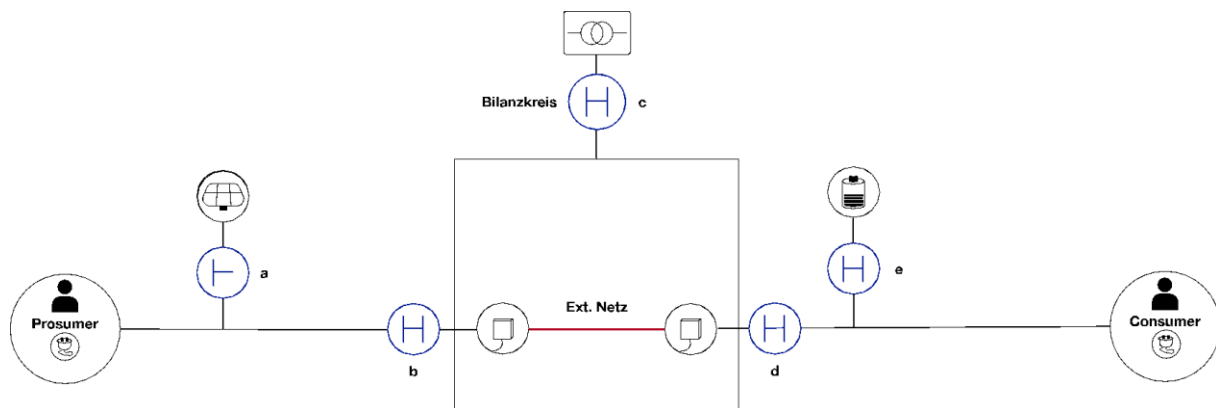 Bilanzkreis
c
a
e
Prosumer
Ext. Netz
Consumer
b
d